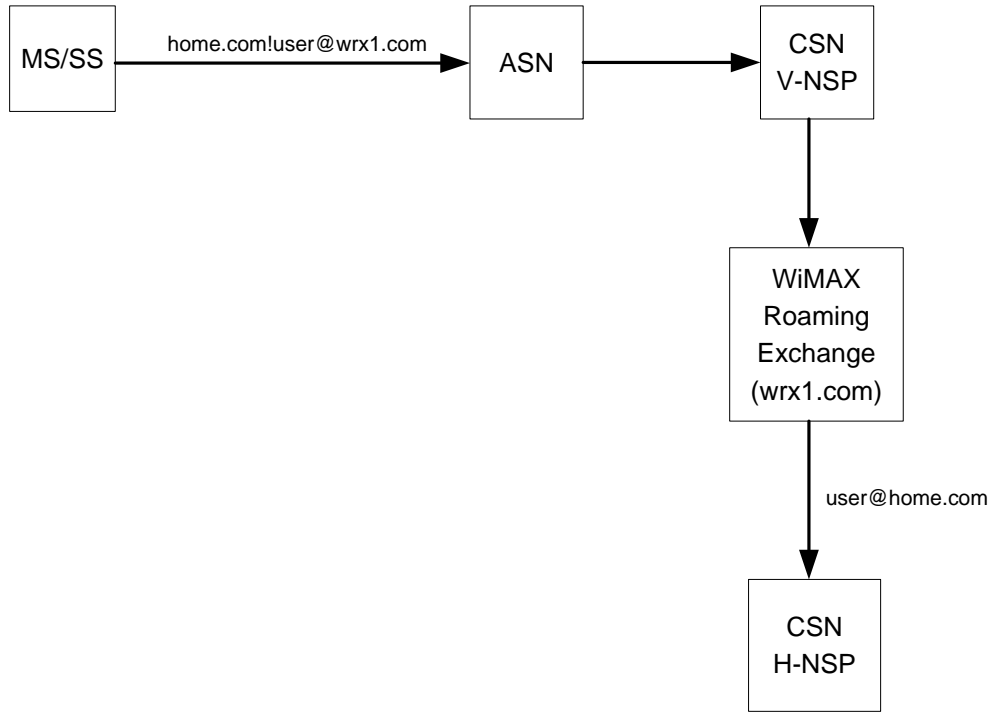 MS/SS
home.com!user@wrx1.com
ASN
CSN
V-NSP
WiMAX
Roaming
Exchange
(wrx1.com)
user@home.com
CSN
H-NSP